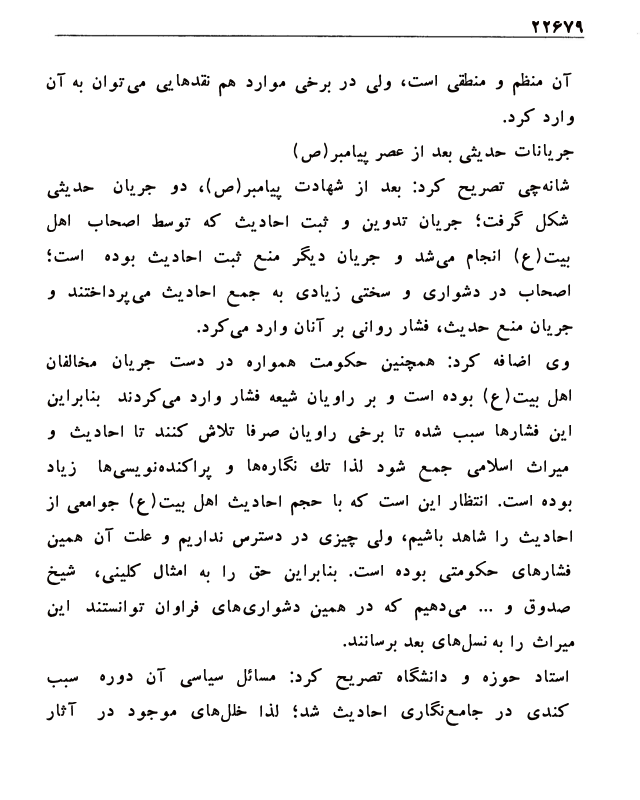 ۲۲۶۷۹
آن منظم و منطقی است، ولی در برخی موارد هم نقدهایی می‌توان به آن
وارد کرد.
جریانات حدیثی بعد از عصر پیامبر(ص)
شانه‌چی تصریح کرد: بعد از شهادت پیامبر(ص)، دو جریان حدیثی
شکل گرفت؛ جریان تدوین و ثبت احادیث که توسط اصحاب اهل
بیت(ع) انجام می‌شد و جریان دیگر منع ثبت احادیث بوده است؛
اصحاب در دشواری و سختی زیادی به جمع احادیث می‌پرداختند و
جریان منع حدیث، فشار روانی بر آنان وارد می‌کرد.
وی اضافه کرد: همچنین حکومت همواره در دست جریان مخالفان
اهل بیت(ع) بوده است و بر راویان شیعه فشار وارد می‌کردند بنابراین
این فشارها سبب شده تا برخی راویان صرفا تلاش کنند تا احادیث و
میراث اسلامی جمع شود لذا تك نگاره‌ها و پراکنده‌نویسی‌ها زیاد
بوده است. انتظار این است که با حجم احادیث اهل بیت(ع) جوامعی از
احادیث را شاهد باشیم، ولی چیزی در دسترس نداریم و علت آن همین
فشارهای حکومتی بوده است. بنابراین حق را به امثال کلینی، شیخ
صدوق و ... می‌دهیم که در همین دشواری‌های فراوان توانستند این
میراث را به نسل‌های بعد برسانند.
استاد حوزه و دانشگاه تصریح کرد: مسائل سیاسی آن دوره سبب
کندی در جامع‌نگاری احادیث شد؛ لذا خلل‌های موجود در آثار